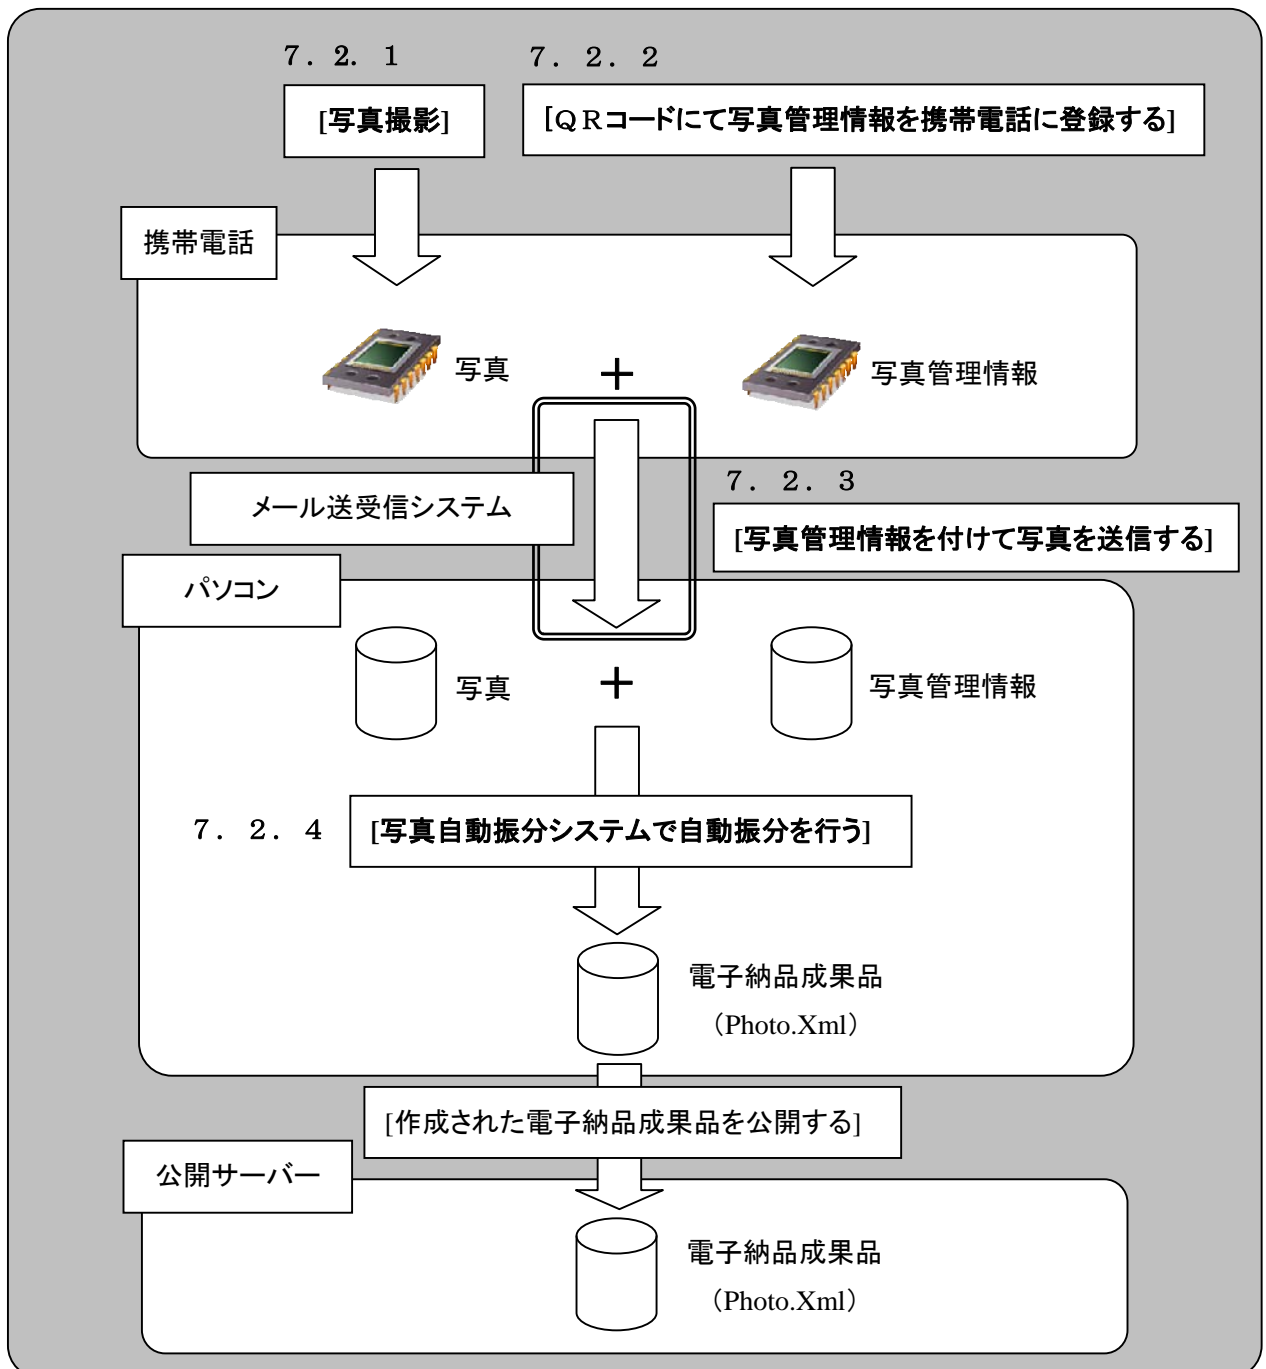 ７．２．１
７．２．２
[写真撮影]
[ＱＲコードにて写真管理情報を携帯電話に登録する]
携帯電話
写真
＋
写真管理情報
メール送受信システム
７．２．３
[写真管理情報を付けて写真を送信する]
パソコン
写真
＋
写真管理情報
７．２．４
[写真自動振分システムで自動振分を行う]
電子納品成果品
（Photo.Xml）
[作成された電子納品成果品を公開する]
公開サーバー
電子納品成果品
（Photo.Xml）